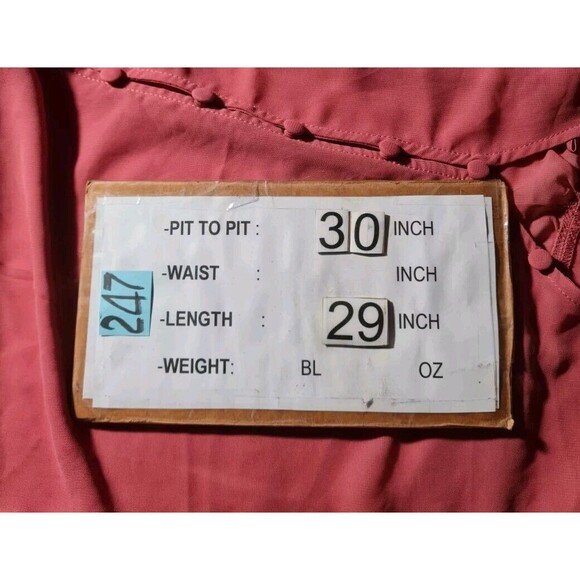 -PIT TO PIT : 30 INCH
-WAIST INCH
247
-LENGTH : 29 INCH
-WEIGHT: BL OZ